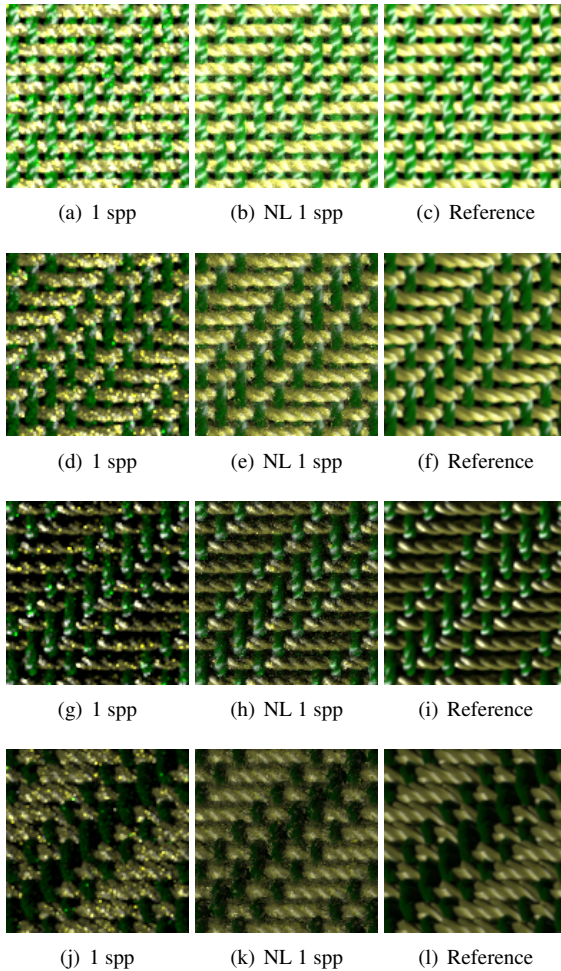 (a) 1 spp
(b) NL 1 spp
(c) Reference
(d) 1 spp
(e) NL 1 spp
(f) Reference
(g) 1 spp
(h) NL 1 spp
(i) Reference
(j) 1 spp
(k) NL 1 spp
(l) Reference